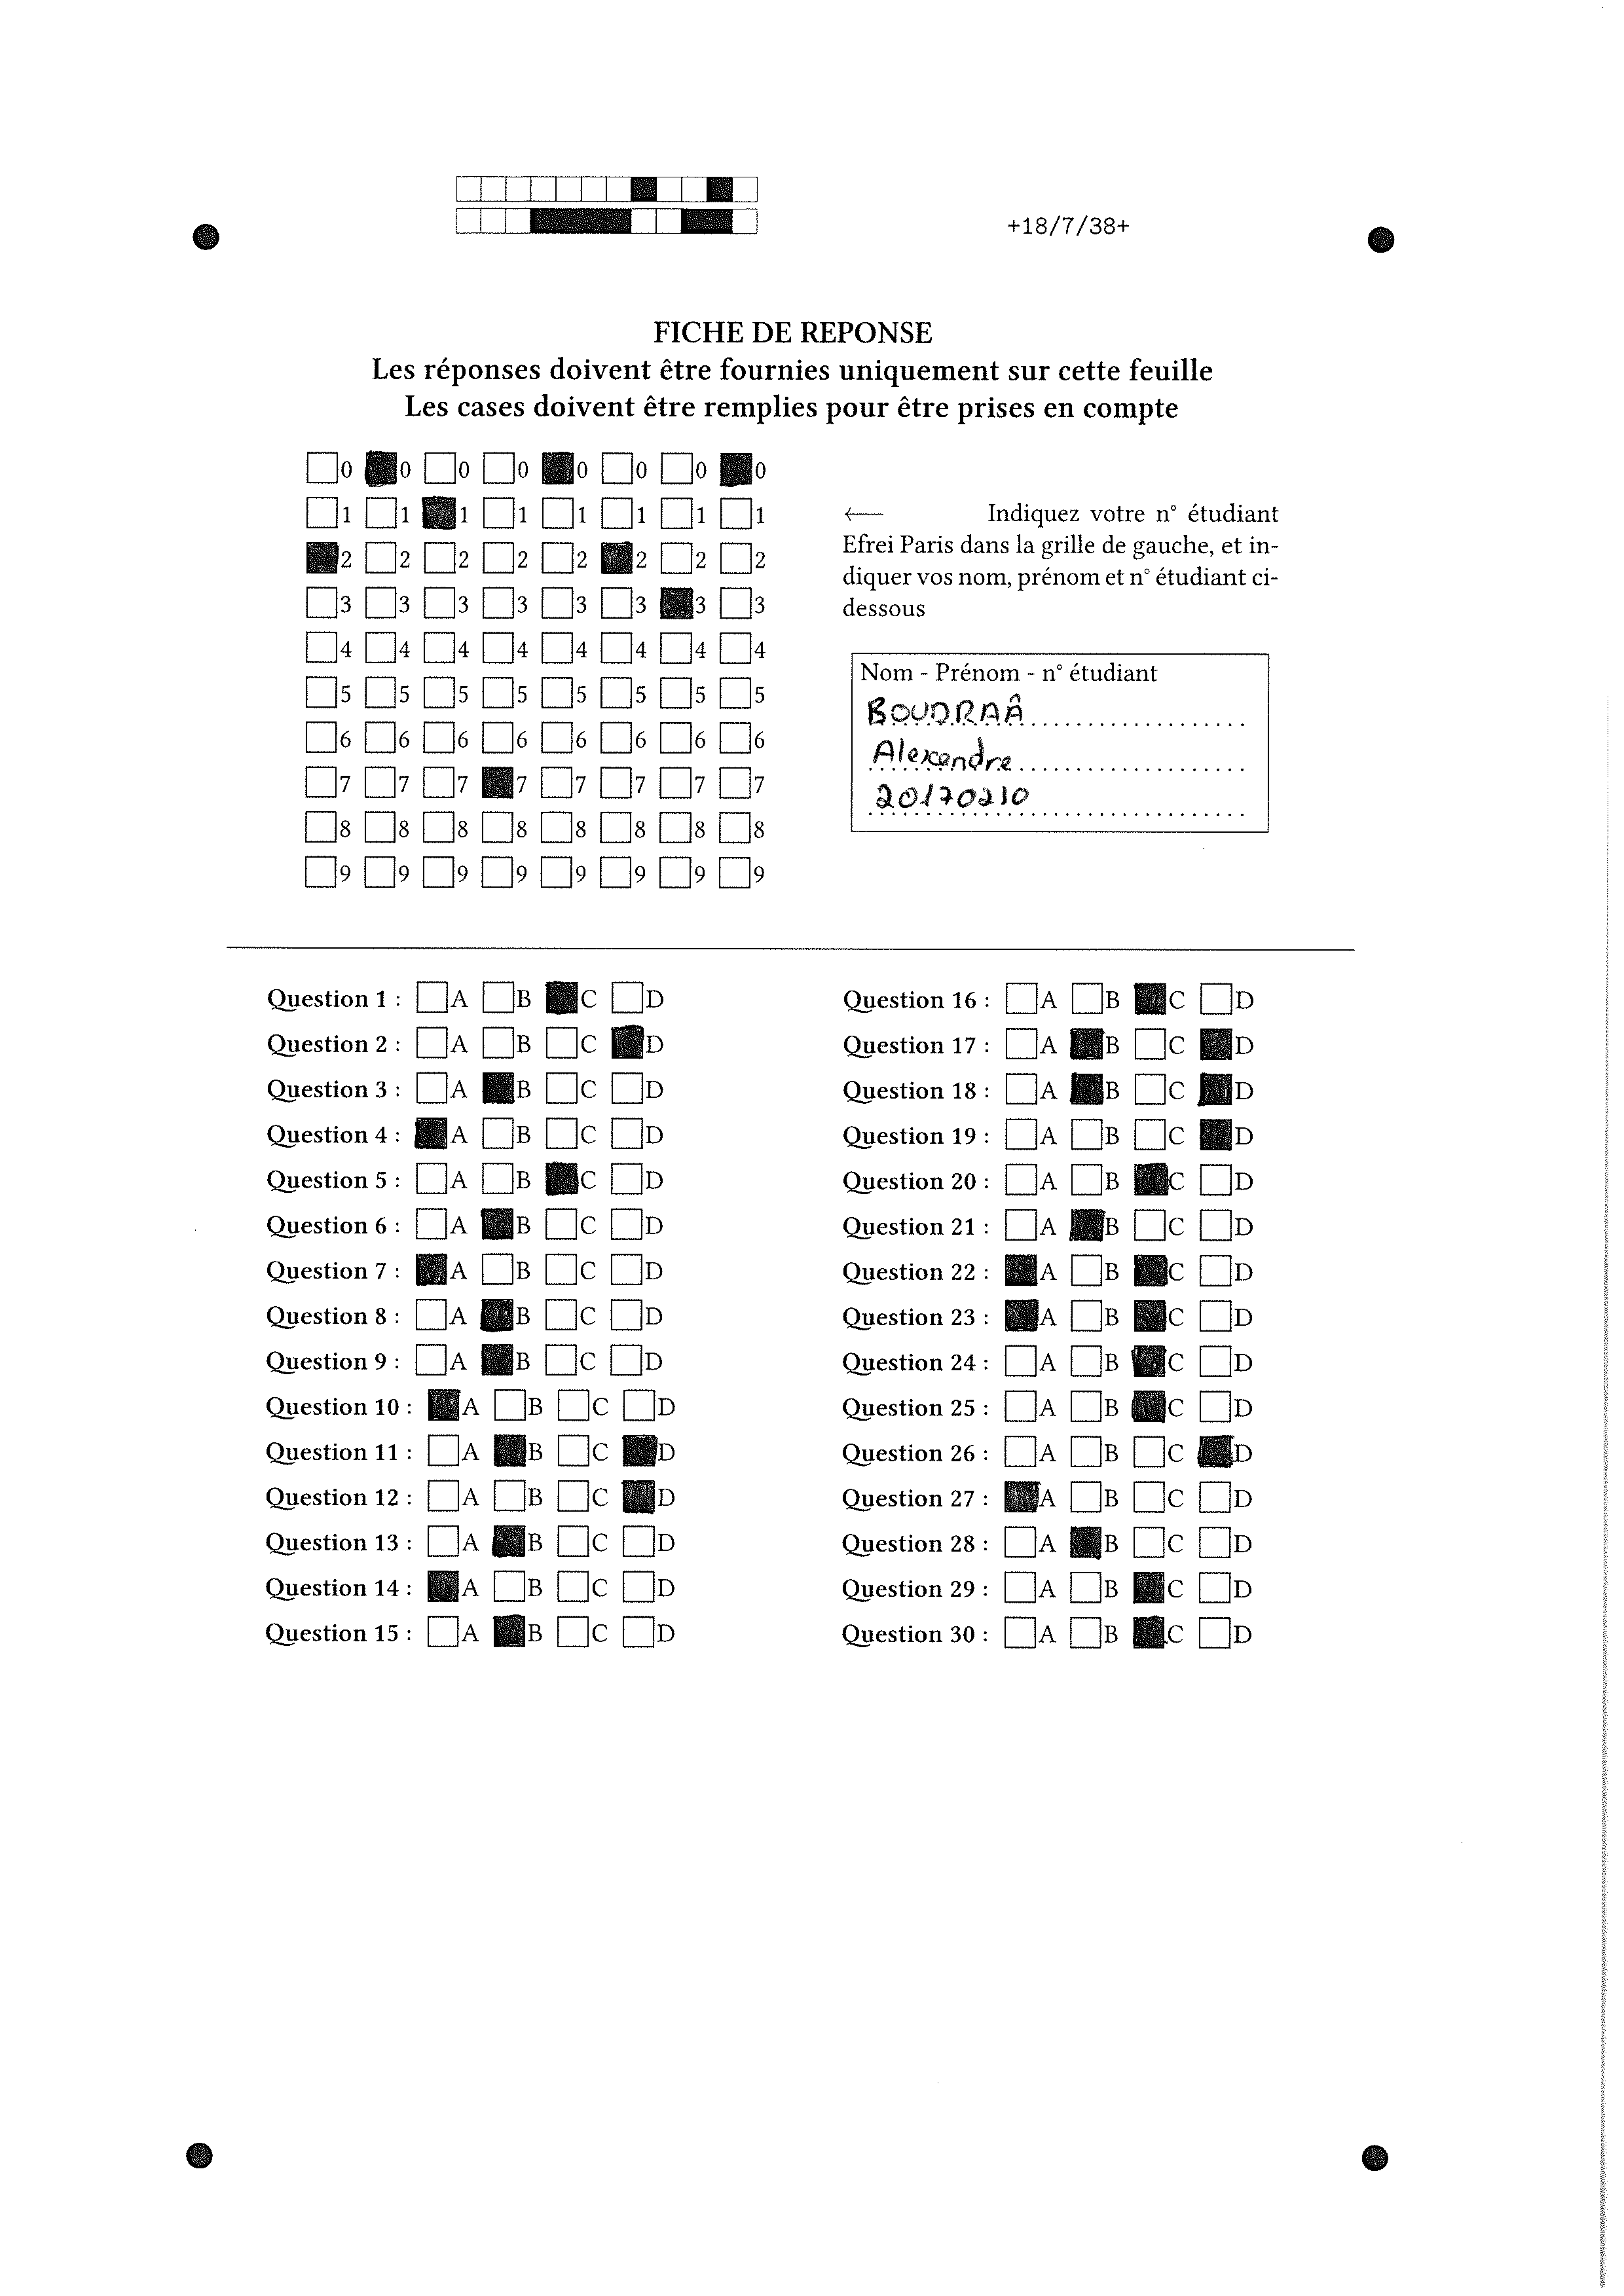 +18/7/38+
FICHE DE REPONSE
Les réponses doivent être fournies uniquement sur cette feuille
Les cases doivent être remplies pour être prises en compte
0 0 0 0 0 0 0 0
1 1 1 1 1 1 1 1
2 2 2 2 2 2 2 2
3 3 3 3 3 3 3 3
4 4 4 4 4 4 4 4
5 5 5 5 5 5 5 5
6 6 6 6 6 6 6 6
7 7 7 7 7 7 7 7
8 8 8 8 8 8 8 8
9 9 9 9 9 9 9 9
← Indiquez votre n° étudiant
Efrei Paris dans la grille de gauche, et in-
diquer vos nom, prénom et n° étudiant ci-
dessous
Nom - Prénom - n° étudiant
BOUDRAÂ
Alexandre
20170210
Question 1 : A B C D
Question 2 : A B C D
Question 3 : A B C D
Question 4 : A B C D
Question 5 : A B C D
Question 6 : A B C D
Question 7 : A B C D
Question 8 : A B C D
Question 9 : A B C D
Question 10 : A B C D
Question 11 : A B C D
Question 12 : A B C D
Question 13 : A B C D
Question 14 : A B C D
Question 15 : A B C D
Question 16 : A B C D
Question 17 : A B C D
Question 18 : A B C D
Question 19 : A B C D
Question 20 : A B C D
Question 21 : A B C D
Question 22 : A B C D
Question 23 : A B C D
Question 24 : A B C D
Question 25 : A B C D
Question 26 : A B C D
Question 27 : A B C D
Question 28 : A B C D
Question 29 : A B C D
Question 30 : A B C D